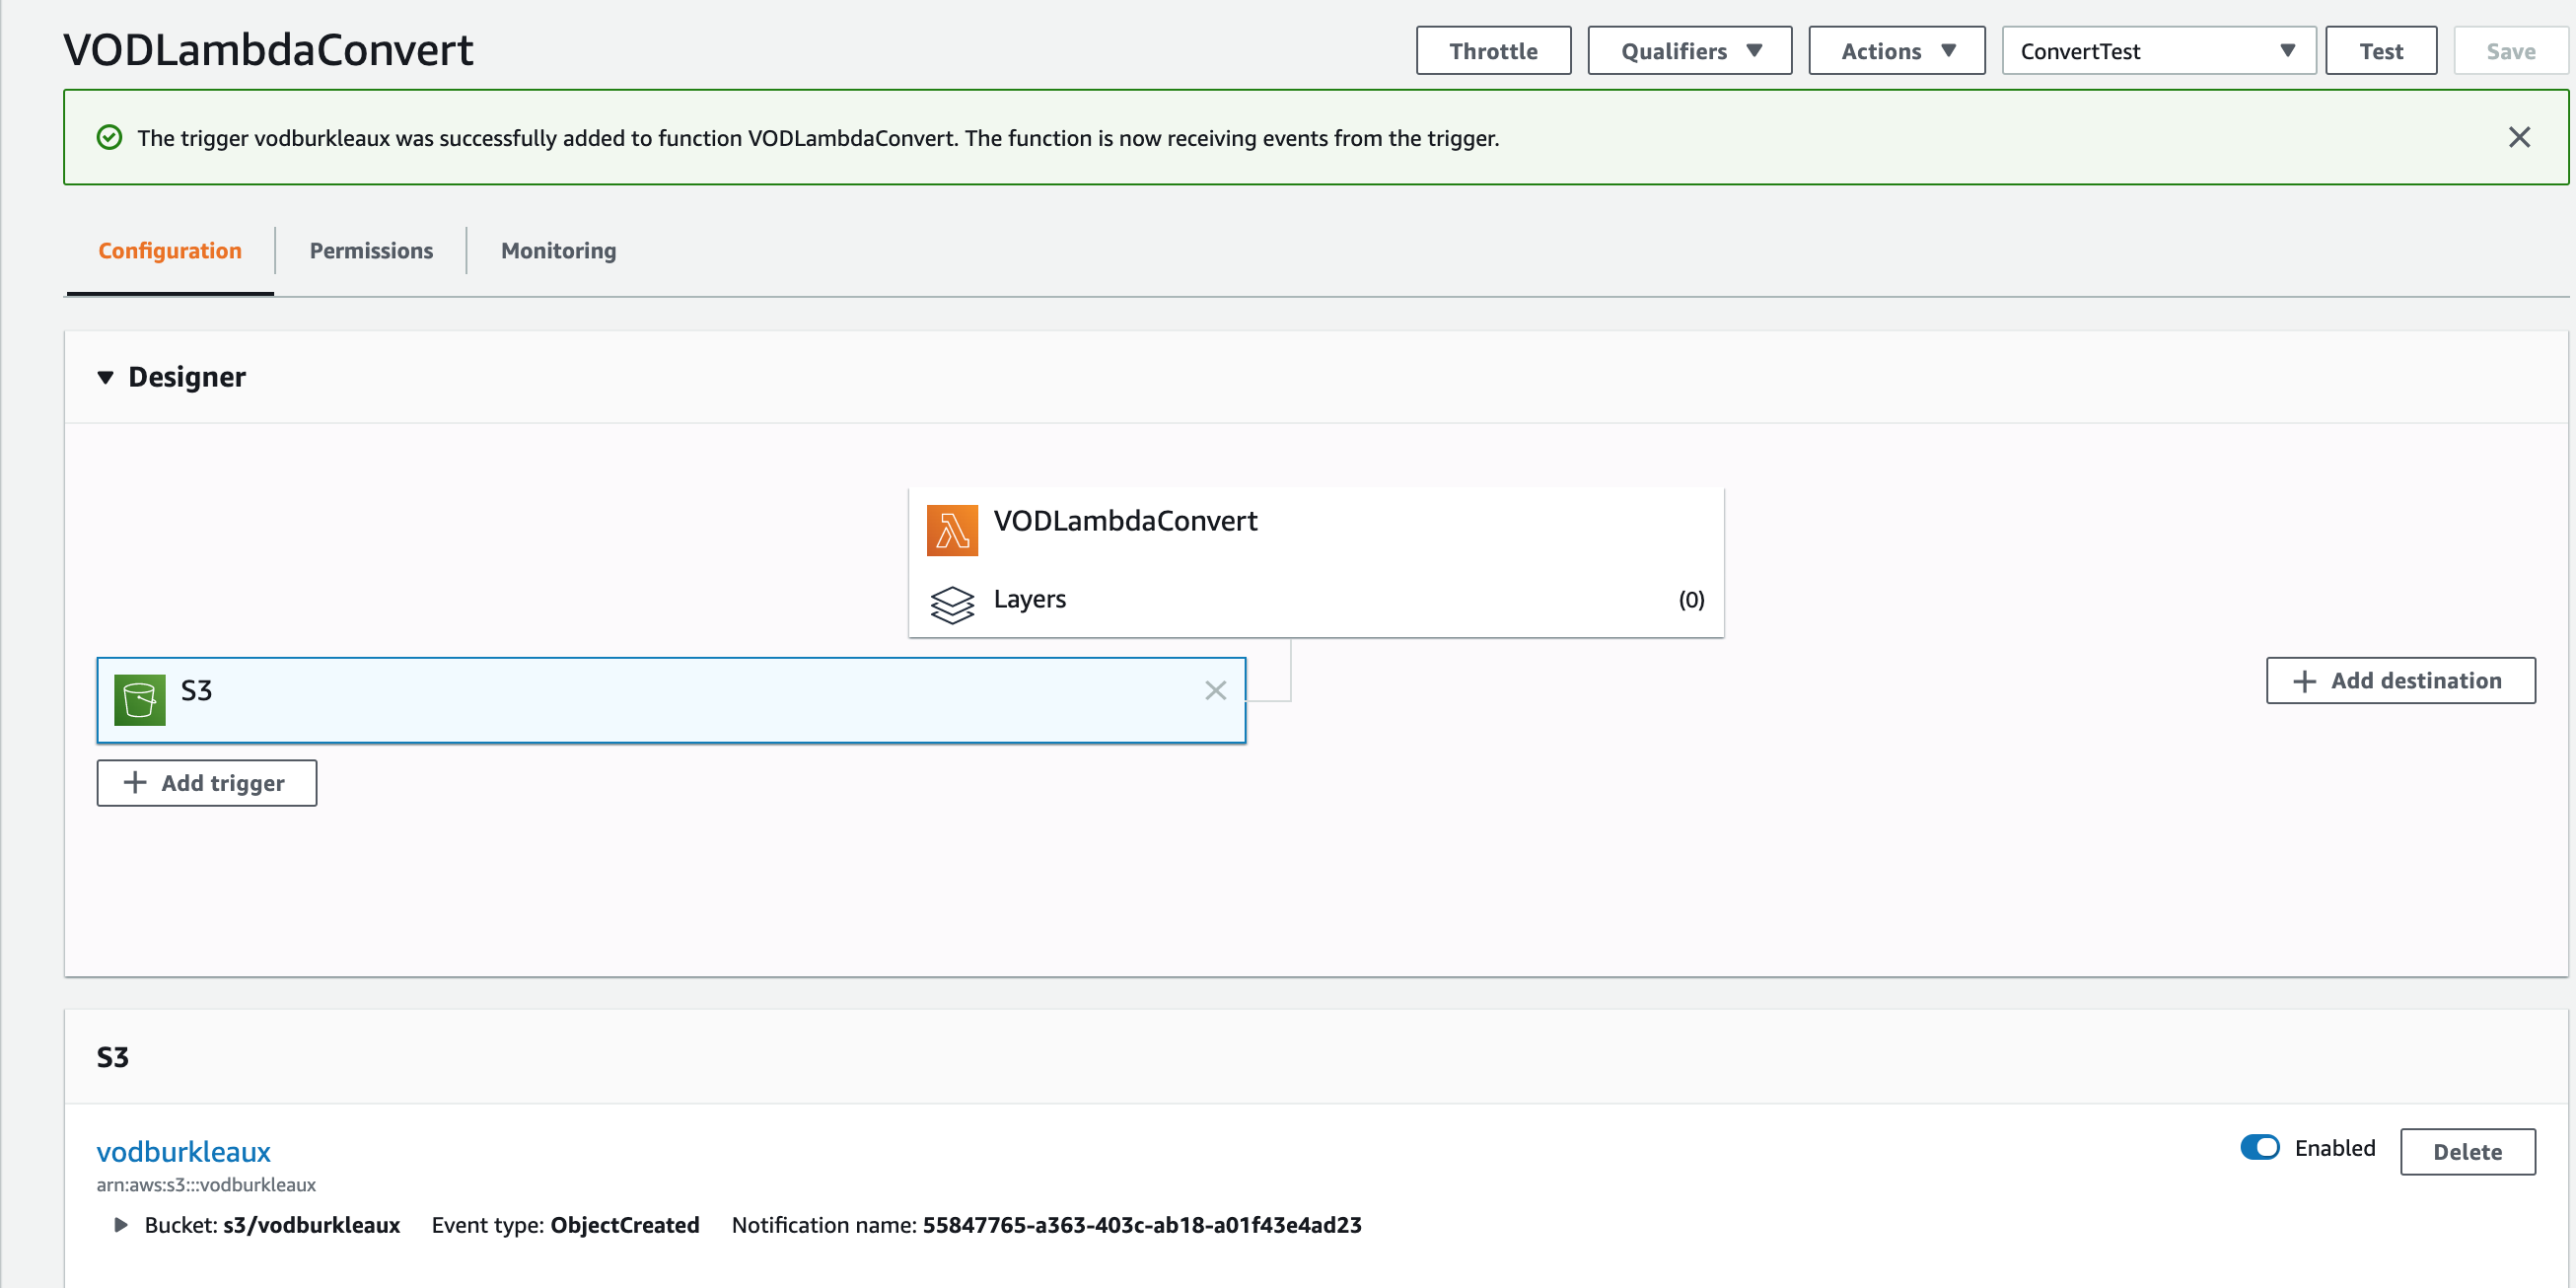 VODLambdaConvert
Throttle Qualifiers Actions ConvertTest Test Save
The trigger vodburkleaux was successfully added to function VODLambdaConvert. The function is now receiving events from the trigger.
Configuration Permissions Monitoring
Designer
VODLambdaConvert
Layers (0)
S3
Add destination
Add trigger
S3
vodburkleaux
Enabled Delete
arn:aws:s3:::vodburkleaux
Bucket: s3/vodburkleaux Event type: ObjectCreated Notification name: 55847765-a363-403c-ab18-a01f43e4ad23